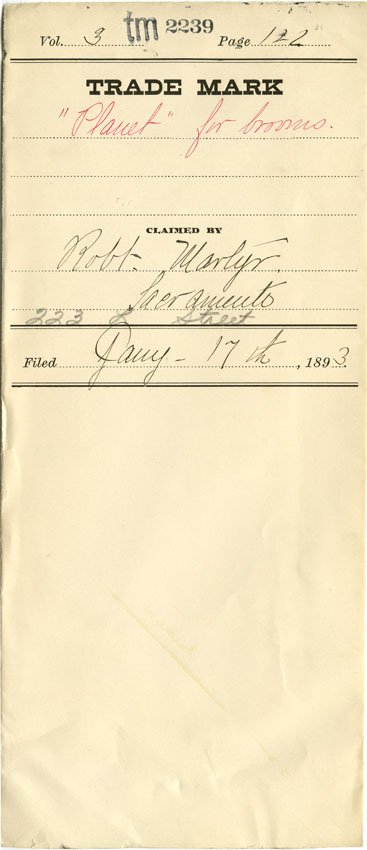 tm 2239
Vol. 3 Page 122
TRADE MARK
"Planet" for brooms.
CLAIMED BY
Robt. Martyr.
Sacramento
223 L Street
Filed Jany - 17th, 1893.